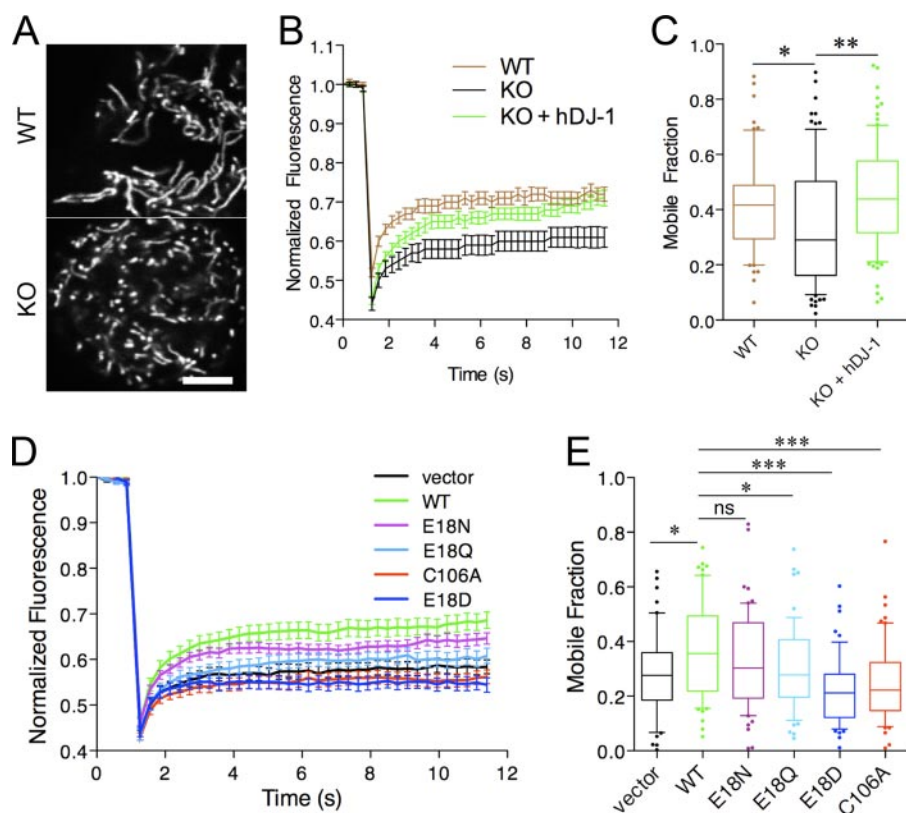 A
WT
KO
B
1.1
1.0
0.9
0.8
0.7
0.6
0.5
0.4
Normalized Fluorescence
0 2 4 6 8 10 12
Time (s)
WT
KO
KO + hDJ-1
C
* **
1.0
0.8
0.6
0.4
0.2
0.0
Mobile Fraction
WT
KO
KO + hDJ-1
D
1.0
0.9
0.8
0.7
0.6
0.5
0.4
Normalized Fluorescence
0 2 4 6 8 10 12
Time (s)
vector
WT
E18N
E18Q
C106A
E18D
E
***
***
*
ns
*
1.0
0.8
0.6
0.4
0.2
0.0
Mobile Fraction
vector
WT
E18N
E18Q
E18D
C106A